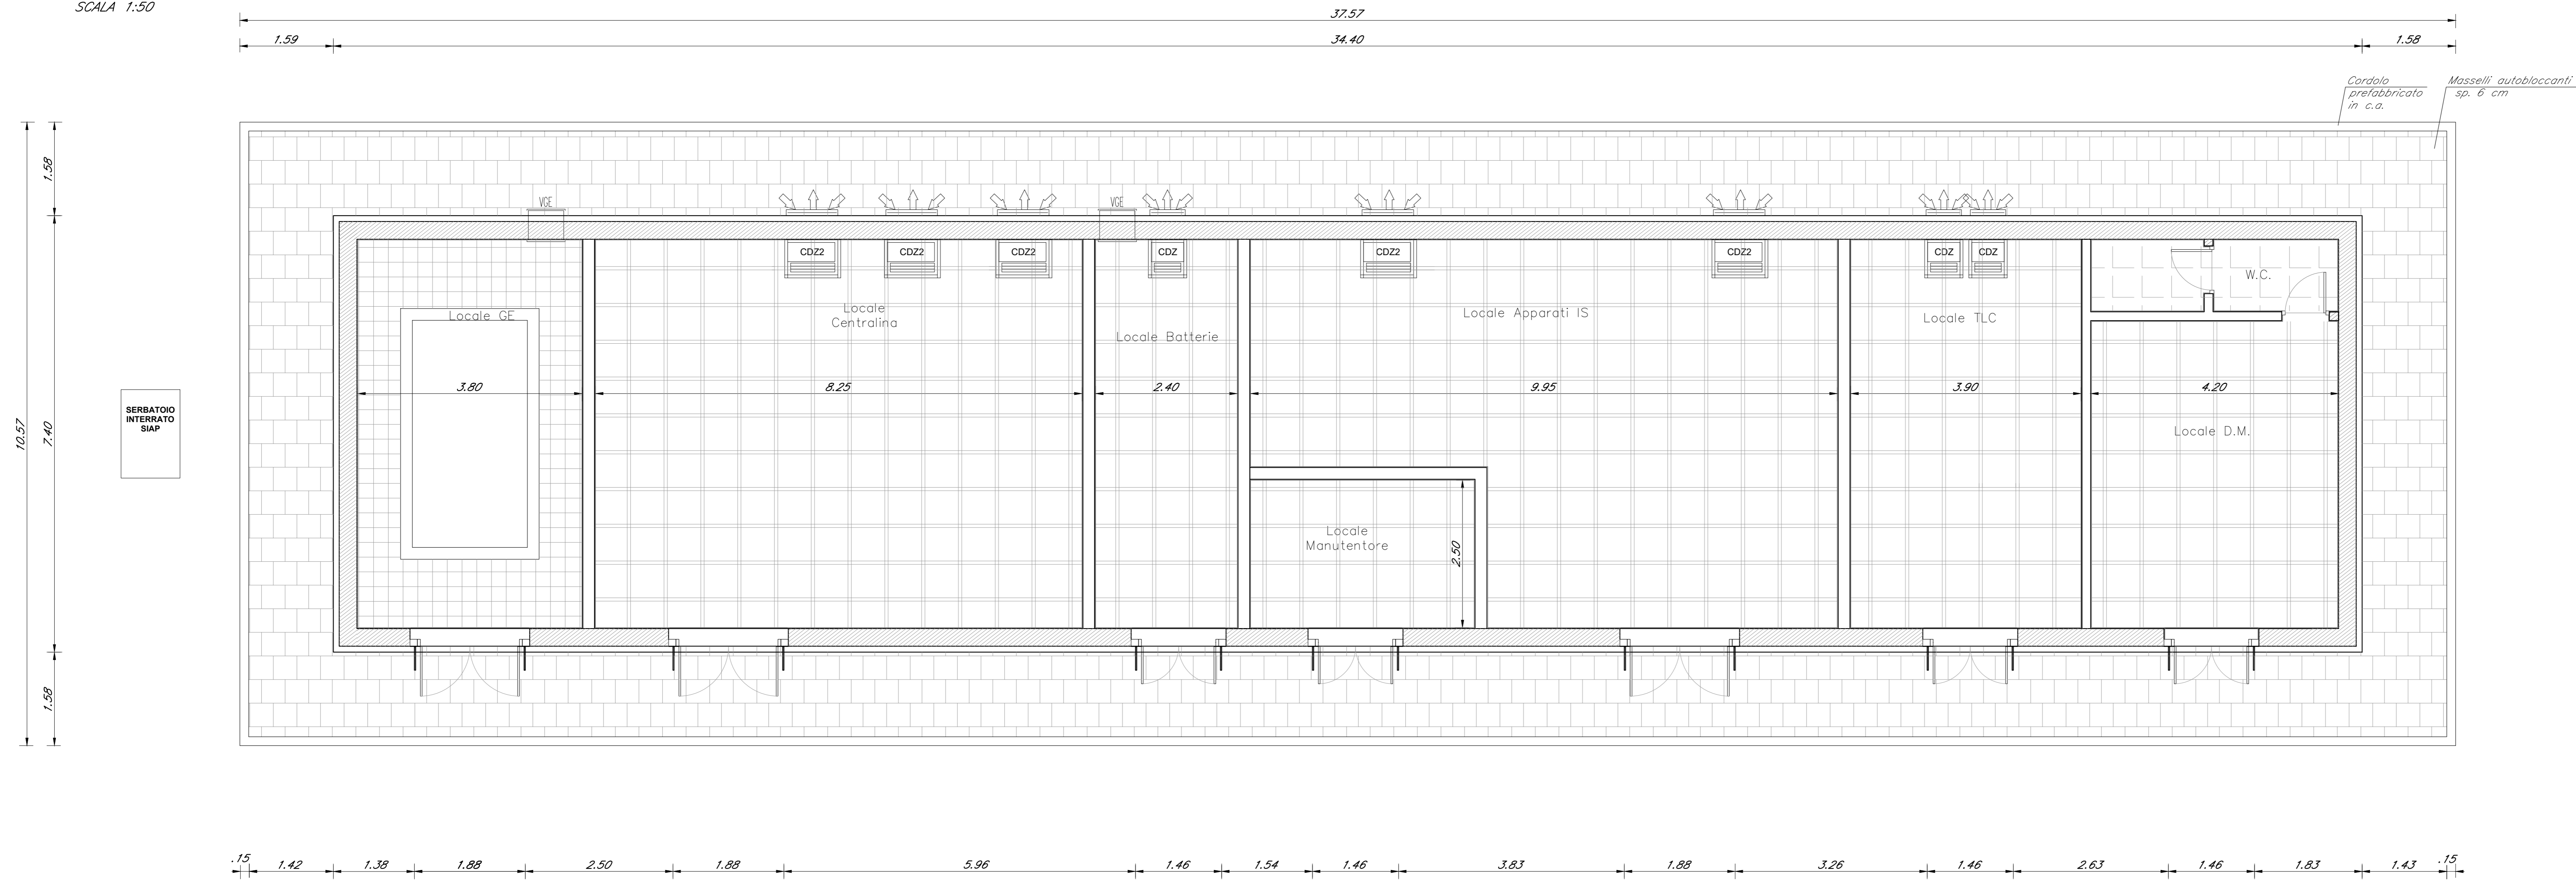 SCALA 1:50
37.57
1.59
34.40
1.58
Cordolo
prefabbricato
in c.a.
Masselli autobloccanti
sp. 6 cm
10.57
1.58
7.40
1.58
VGE
VGE
CDZ2
CDZ2
CDZ2
CDZ
CDZ2
CDZ2
CDZ
CDZ
W.C.
Locale GE
Locale
Centralina
Locale Batterie
Locale Apparati IS
Locale TLC
3.80
8.25
2.40
9.95
3.90
4.20
SERBATOIO
INTERRATO
SIAP
Locale D.M.
Locale
Manutentore
2.50
.15
1.42
1.38
1.88
2.50
1.88
5.96
1.46
1.54
1.46
3.83
1.88
3.26
1.46
2.63
1.46
1.83
1.43
.15